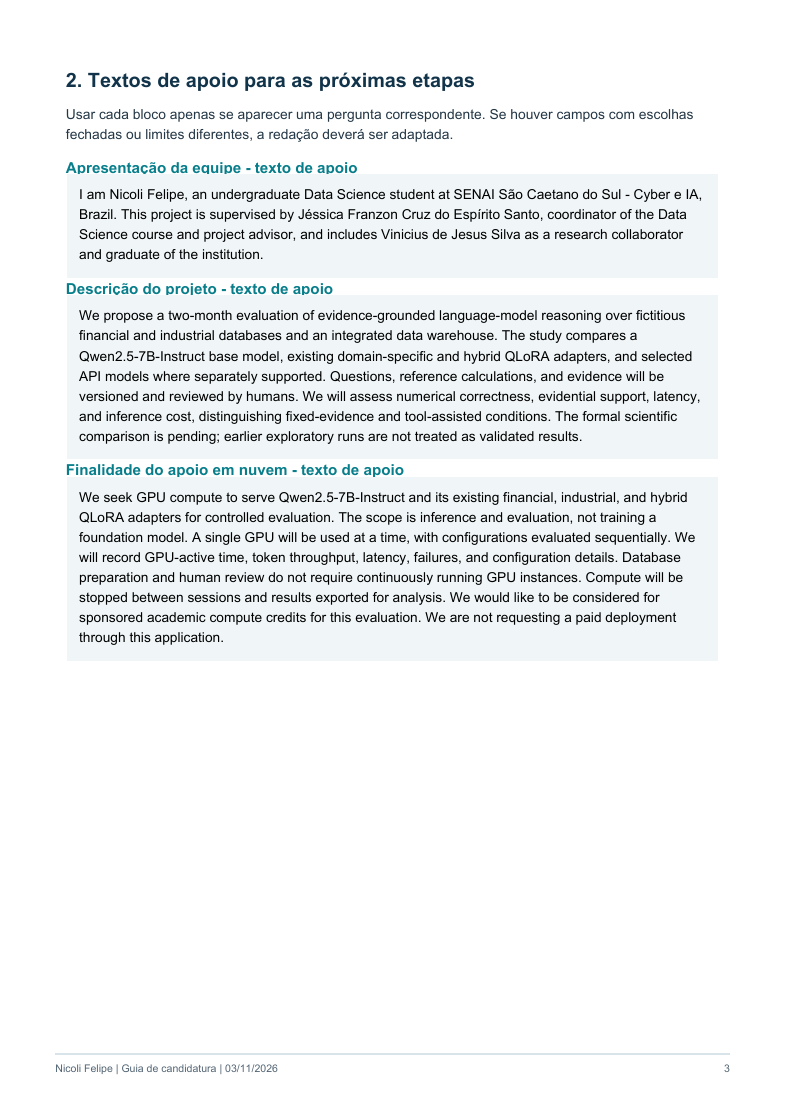 2. Textos de apoio para as próximas etapas
Usar cada bloco apenas se aparecer uma pergunta correspondente. Se houver campos com escolhas
fechadas ou limites diferentes, a redação deverá ser adaptada.
Apresentação da equipe - texto de apoio
I am Nicoli Felipe, an undergraduate Data Science student at SENAI São Caetano do Sul - Cyber e IA,
Brazil. This project is supervised by Jéssica Franzon Cruz do Espírito Santo, coordinator of the Data
Science course and project advisor, and includes Vinicius de Jesus Silva as a research collaborator
and graduate of the institution.
Descrição do projeto - texto de apoio
We propose a two-month evaluation of evidence-grounded language-model reasoning over fictitious
financial and industrial databases and an integrated data warehouse. The study compares a
Qwen2.5-7B-Instruct base model, existing domain-specific and hybrid QLoRA adapters, and selected
API models where separately supported. Questions, reference calculations, and evidence will be
versioned and reviewed by humans. We will assess numerical correctness, evidential support, latency,
and inference cost, distinguishing fixed-evidence and tool-assisted conditions. The formal scientific
comparison is pending; earlier exploratory runs are not treated as validated results.
Finalidade do apoio em nuvem - texto de apoio
We seek GPU compute to serve Qwen2.5-7B-Instruct and its existing financial, industrial, and hybrid
QLoRA adapters for controlled evaluation. The scope is inference and evaluation, not training a
foundation model. A single GPU will be used at a time, with configurations evaluated sequentially. We
will record GPU-active time, token throughput, latency, failures, and configuration details. Database
preparation and human review do not require continuously running GPU instances. Compute will be
stopped between sessions and results exported for analysis. We would like to be considered for
sponsored academic compute credits for this evaluation. We are not requesting a paid deployment
through this application.
Nicoli Felipe | Guia de candidatura | 03/11/2026
3